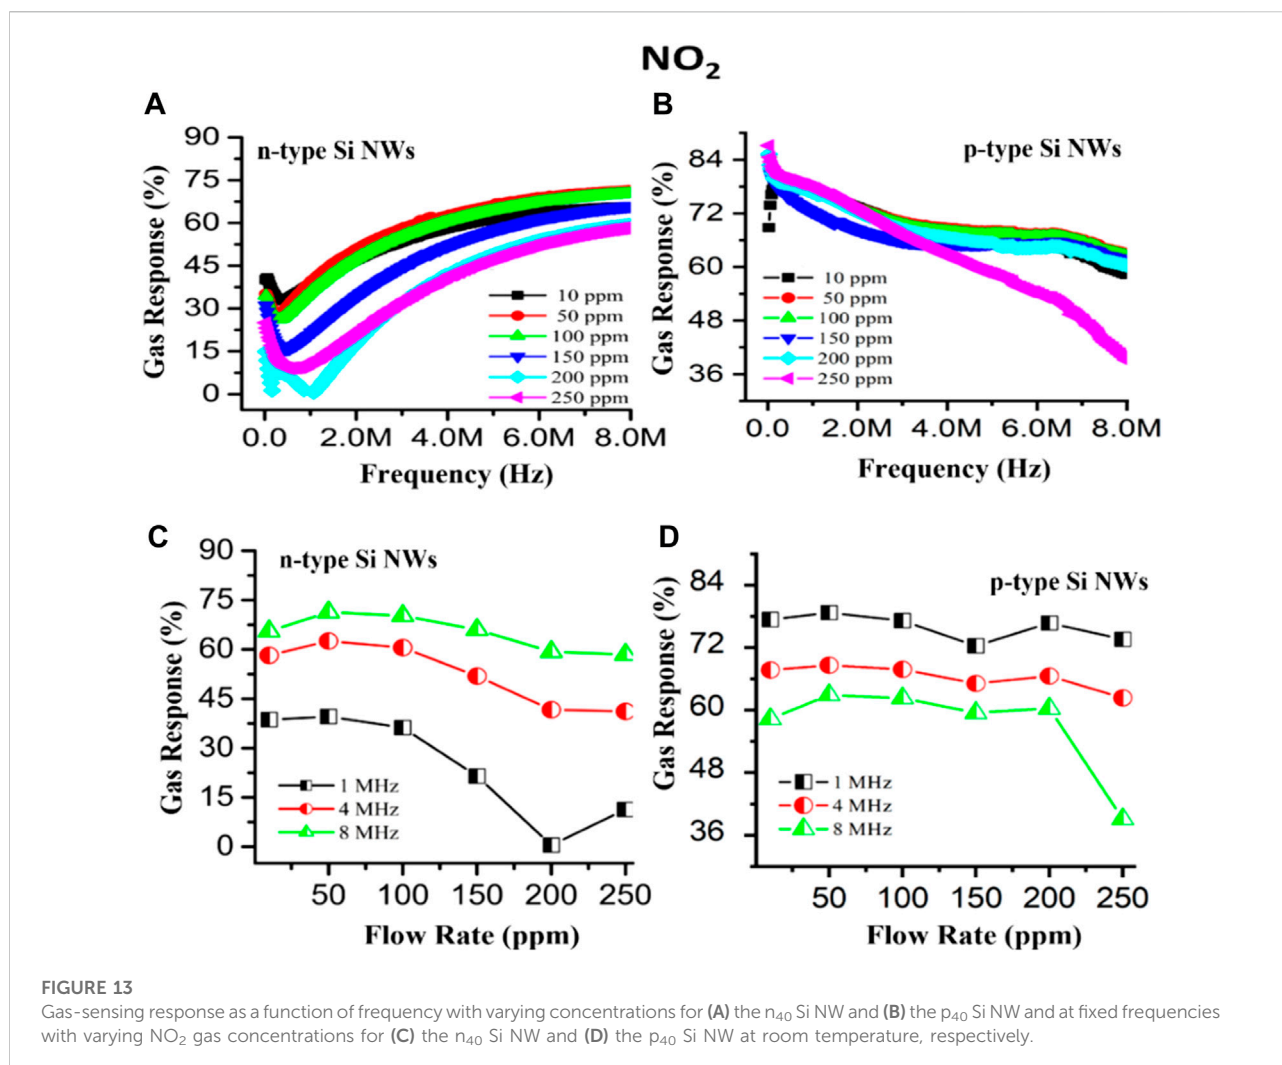 NO₂
A
n-type Si NWs
Gas Response (%)
90
75
60
45
30
15
0
10 ppm
50 ppm
100 ppm
150 ppm
200 ppm
250 ppm
0.0 2.0M 4.0M 6.0M 8.0M
Frequency (Hz)
B
p-type Si NWs
Gas Response (%)
84
72
60
48
36
10 ppm
50 ppm
100 ppm
150 ppm
200 ppm
250 ppm
0.0 2.0M 4.0M 6.0M 8.0M
Frequency (Hz)
C
n-type Si NWs
Gas Response (%)
90
75
60
45
30
15
0
1 MHz
4 MHz
8 MHz
50 100 150 200 250
Flow Rate (ppm)
D
p-type Si NWs
Gas Response (%)
84
72
60
48
36
1 MHz
4 MHz
8 MHz
50 100 150 200 250
Flow Rate (ppm)
FIGURE 13
Gas-sensing response as a function of frequency with varying concentrations for (A) the n₄₀ Si NW and (B) the p₄₀ Si NW and at fixed frequencies
with varying NO₂ gas concentrations for (C) the n₄₀ Si NW and (D) the p₄₀ Si NW at room temperature, respectively.